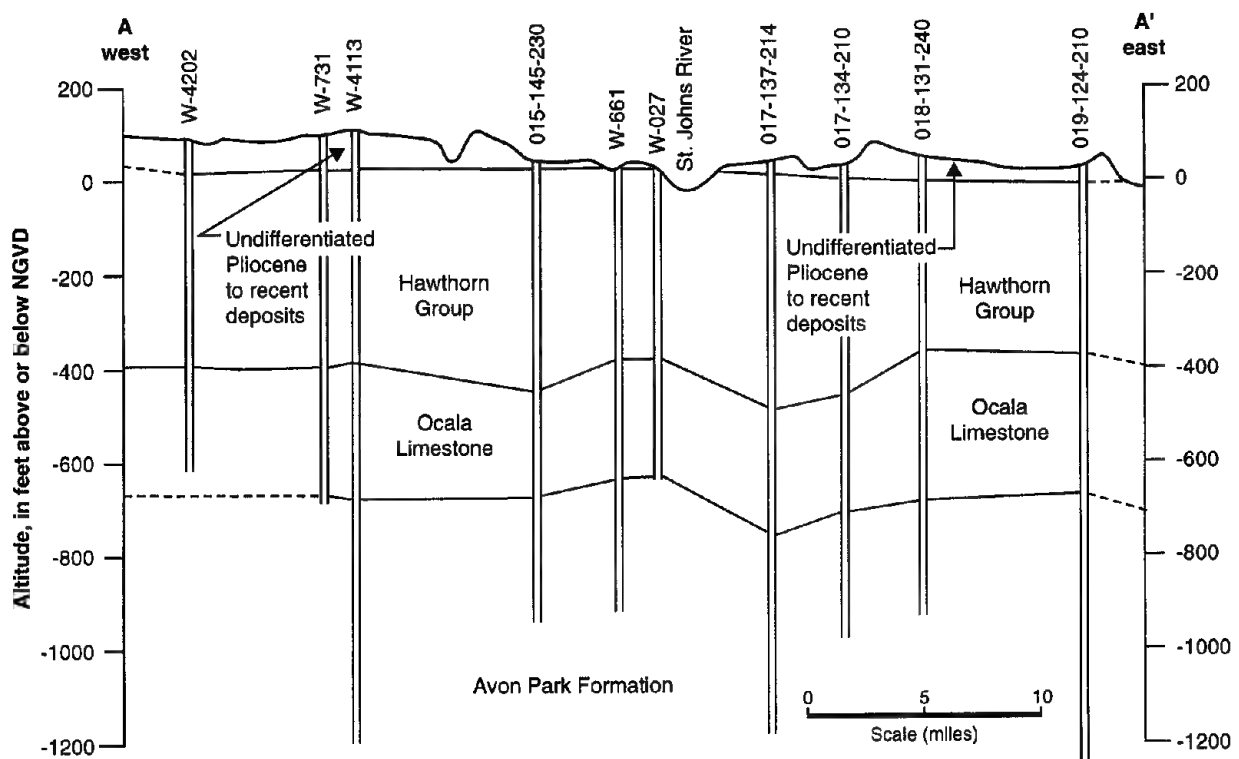 A
west
A'
east
W-4202
W-731
W-4113
015-145-230
W-661
W-027
St. Johns River
017-137-214
017-134-210
018-131-240
019-124-210
Altitude, in feet above or below NGVD
200
0
-200
-400
-600
-800
-1000
-1200
200
0
-200
-400
-600
-800
-1000
-1200
Undifferentiated
Pliocene
to recent
deposits
Hawthorn
Group
Undifferentiated
Pliocene
to recent
deposits
Hawthorn
Group
Ocala
Limestone
Ocala
Limestone
Avon Park Formation
0 5 10
Scale (miles)